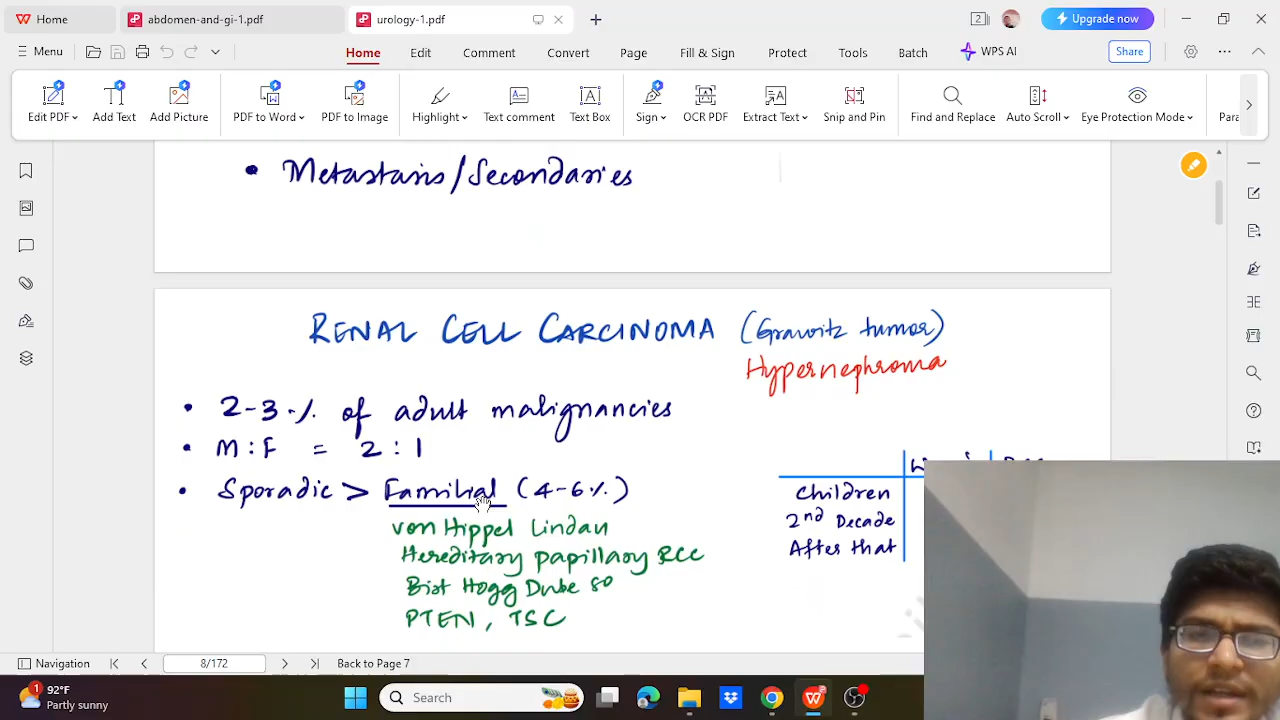 Home
abdomen-and-gi-1.pdf
urology-1.pdf
2
Upgrade now
Menu
Home
Edit
Comment
Convert
Page
Fill & Sign
Protect
Tools
Batch
WPS AI
Share
Edit PDF
Add Text
Add Picture
PDF to Word
PDF to Image
Highlight
Text comment
Text Box
Sign
OCR PDF
Extract Text
Snip and Pin
Find and Replace
Auto Scroll
Eye Protection Mode
Para
• Metastasis/Secondaries
RENAL CELL CARCINOMA (Grawitz tumor)
Hypernephroma
• 2-3% of adult malignancies
• M:F = 2:1
• Sporadic > Familial (4-6%)
von Hippel Lindau
Hereditary papillary RCC
Birt Hogg Dube so
PTEN, TSC
Children
2nd Decade
After that
Navigation
8/172
Back to Page 7
1
92°F
Partly sunny
Search